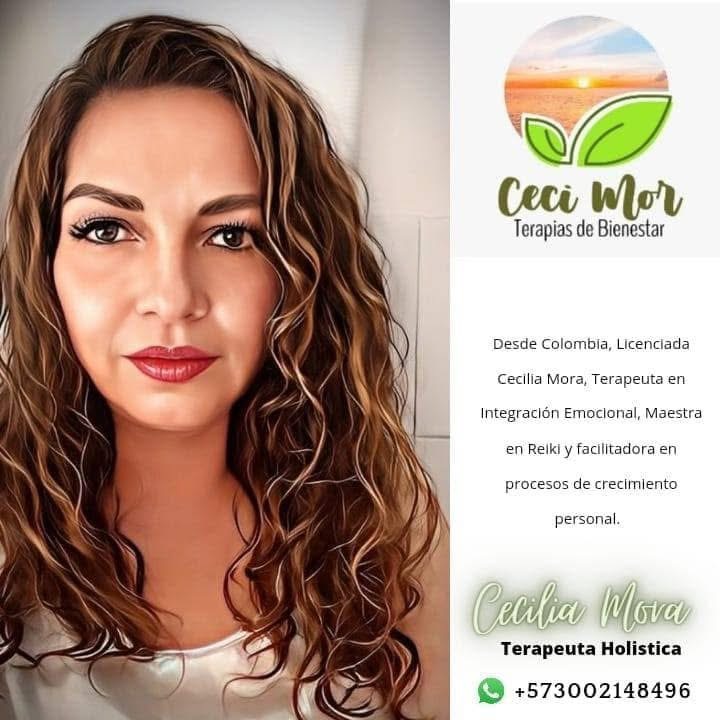 Ceci Mor
Terapias de Bienestar
Desde Colombia, Licenciada
Cecilia Mora, Terapeuta en
Integración Emocional, Maestra
en Reiki y facilitadora en
procesos de crecimiento
personal.
Cecilia Mora
Terapeuta Holistica
+573002148496